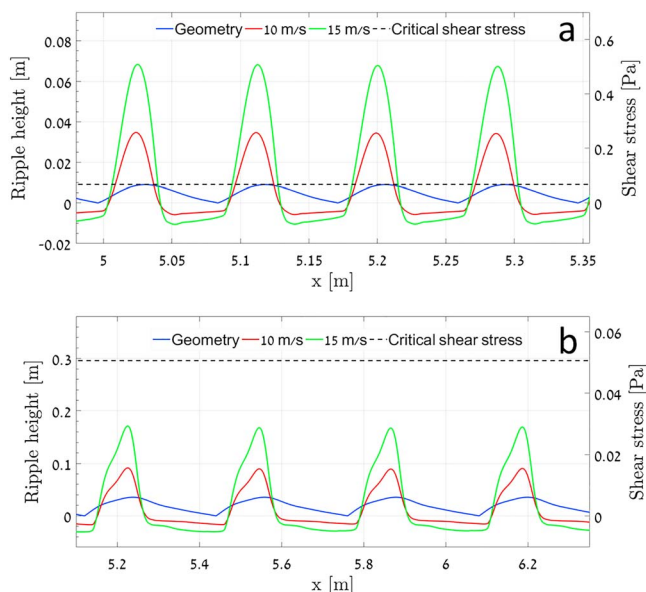 Geometry 10 m/s 15 m/s Critical shear stress
a
0.08
0.06
0.04
0.02
0
-0.02
Ripple height [m]
0.6
0.4
0.2
0
Shear stress [Pa]
5 5.05 5.1 5.15 5.2 5.25 5.3 5.35
x [m]
Geometry 10 m/s 15 m/s Critical shear stress
b
0.3
0.2
0.1
0
Ripple height [m]
0.06
0.04
0.02
0
Shear stress [Pa]
5.2 5.4 5.6 5.8 6 6.2
x [m]